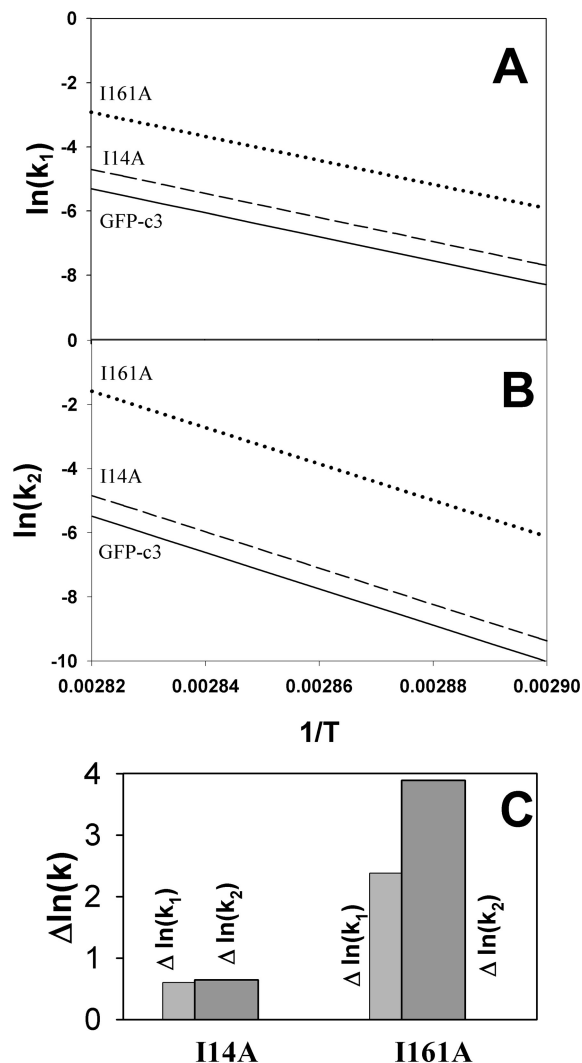 0
A
I161A
-2
I14A
-4
ln(k₁)
GFP-c3
-6
-8
0
I161A
B
-2
I14A
-4
ln(k₂)
GFP-c3
-6
-8
-10
0.00282 0.00284 0.00286 0.00288 0.00290
1/T
4
C
3
Δln(k)
2
1
0
Δ ln(k₁)
Δ ln(k₂)
Δ ln(k₁)
Δ ln(k₂)
I14A I161A